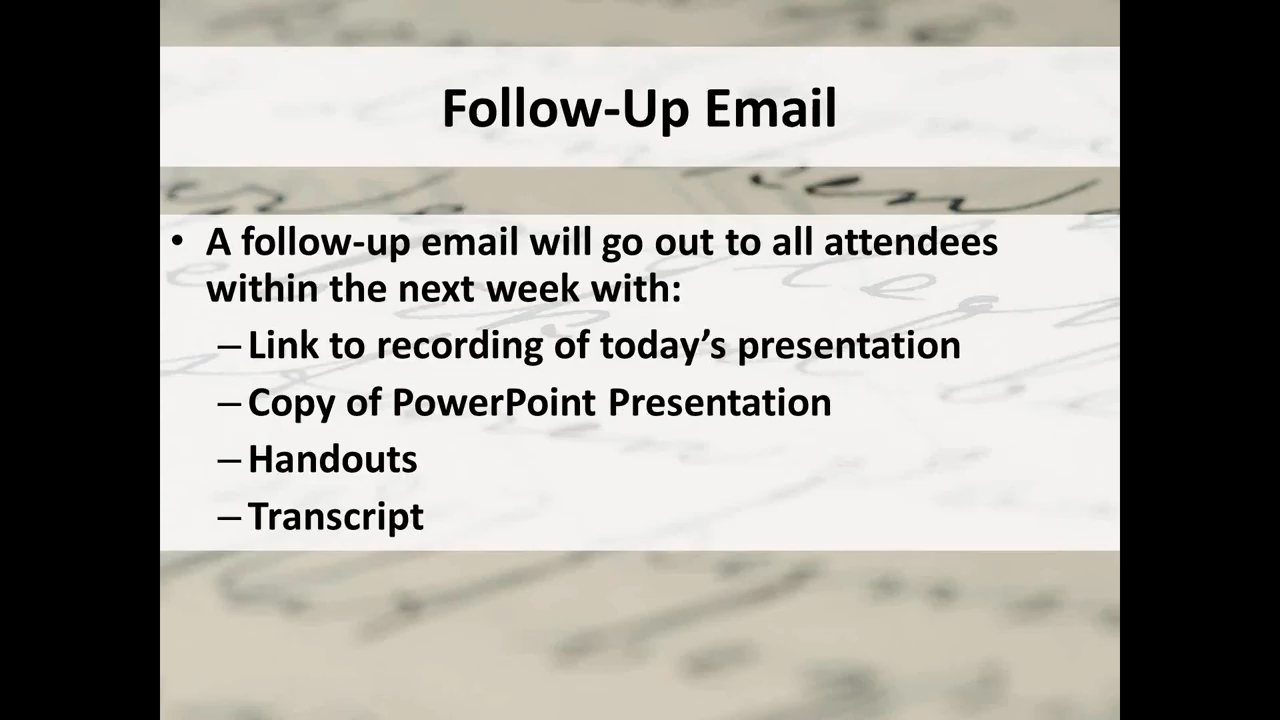 Follow-Up Email
• A follow-up email will go out to all attendees
within the next week with:
– Link to recording of today’s presentation
– Copy of PowerPoint Presentation
– Handouts
– Transcript